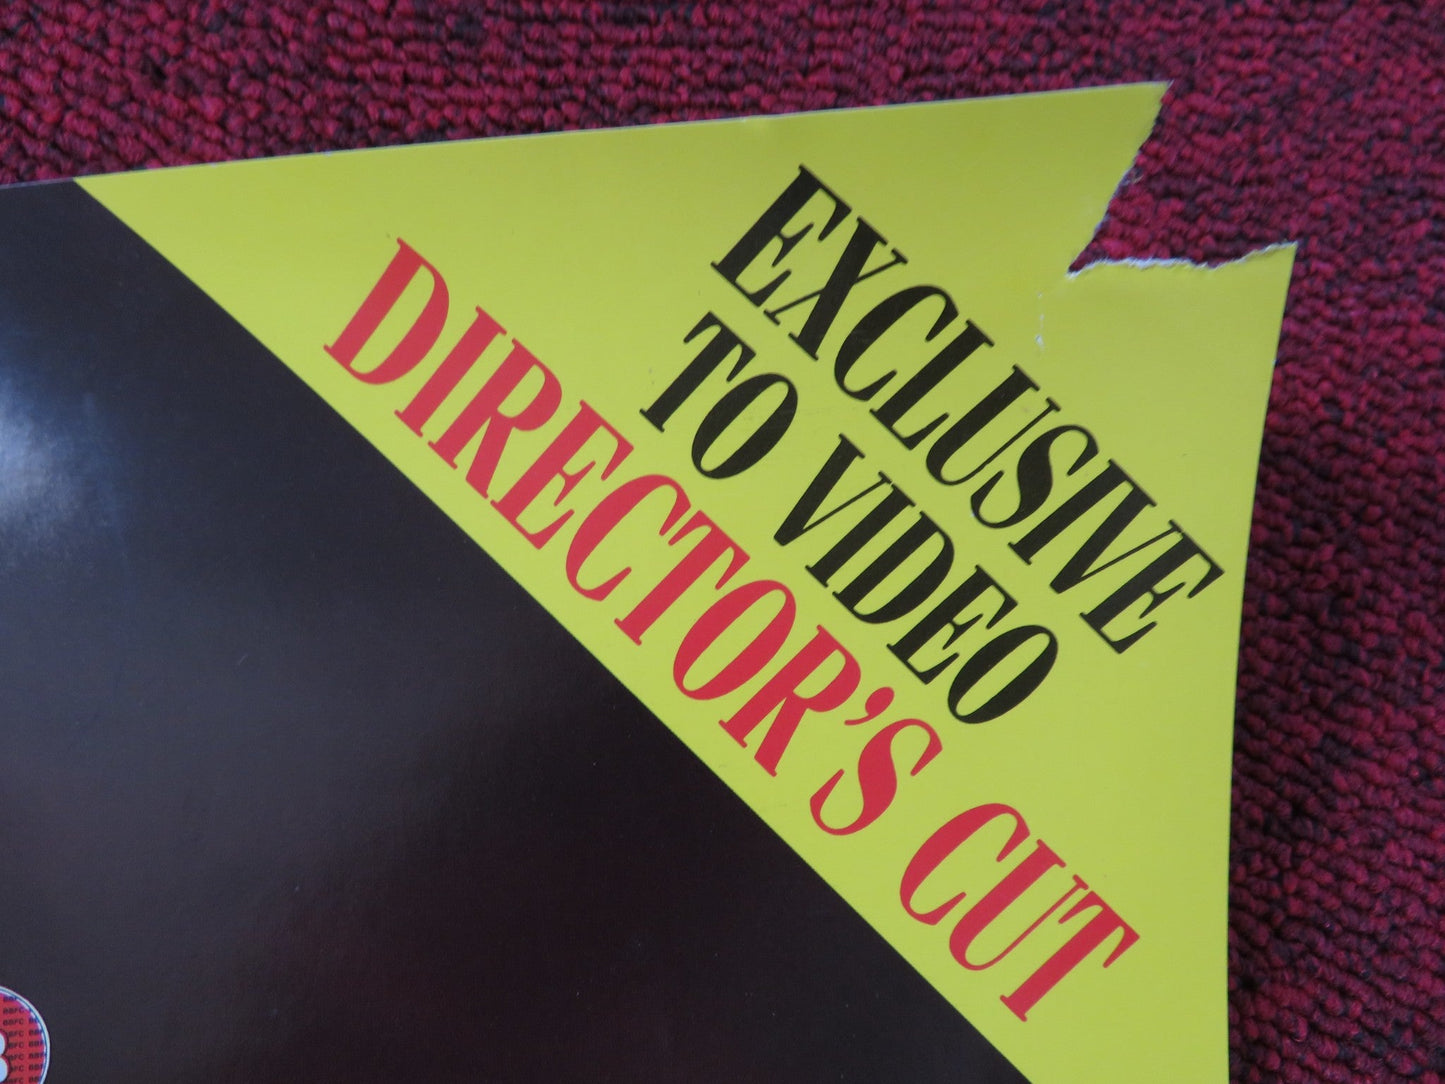 EXCLUSIVE
TO VIDEO
DIRECTOR'S CUT